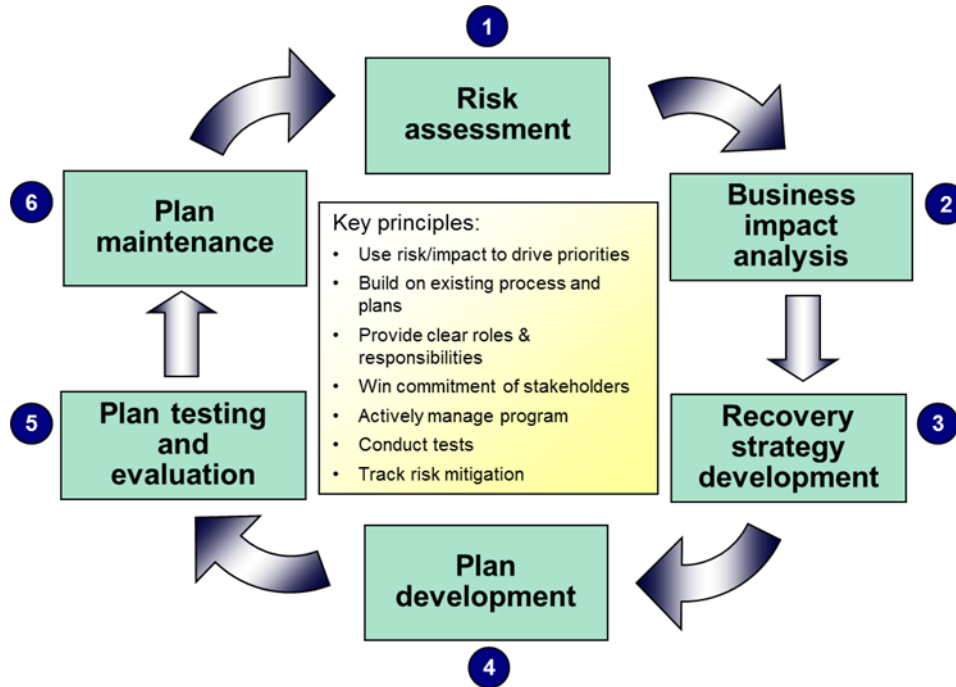 1
Risk
assessment
2
Business
impact
analysis
3
Recovery
strategy
development
4
Plan
development
5
Plan testing
and
evaluation
6
Plan
maintenance
Key principles:
• Use risk/impact to drive priorities
• Build on existing process and
plans
• Provide clear roles &
responsibilities
• Win commitment of stakeholders
• Actively manage program
• Conduct tests
• Track risk mitigation